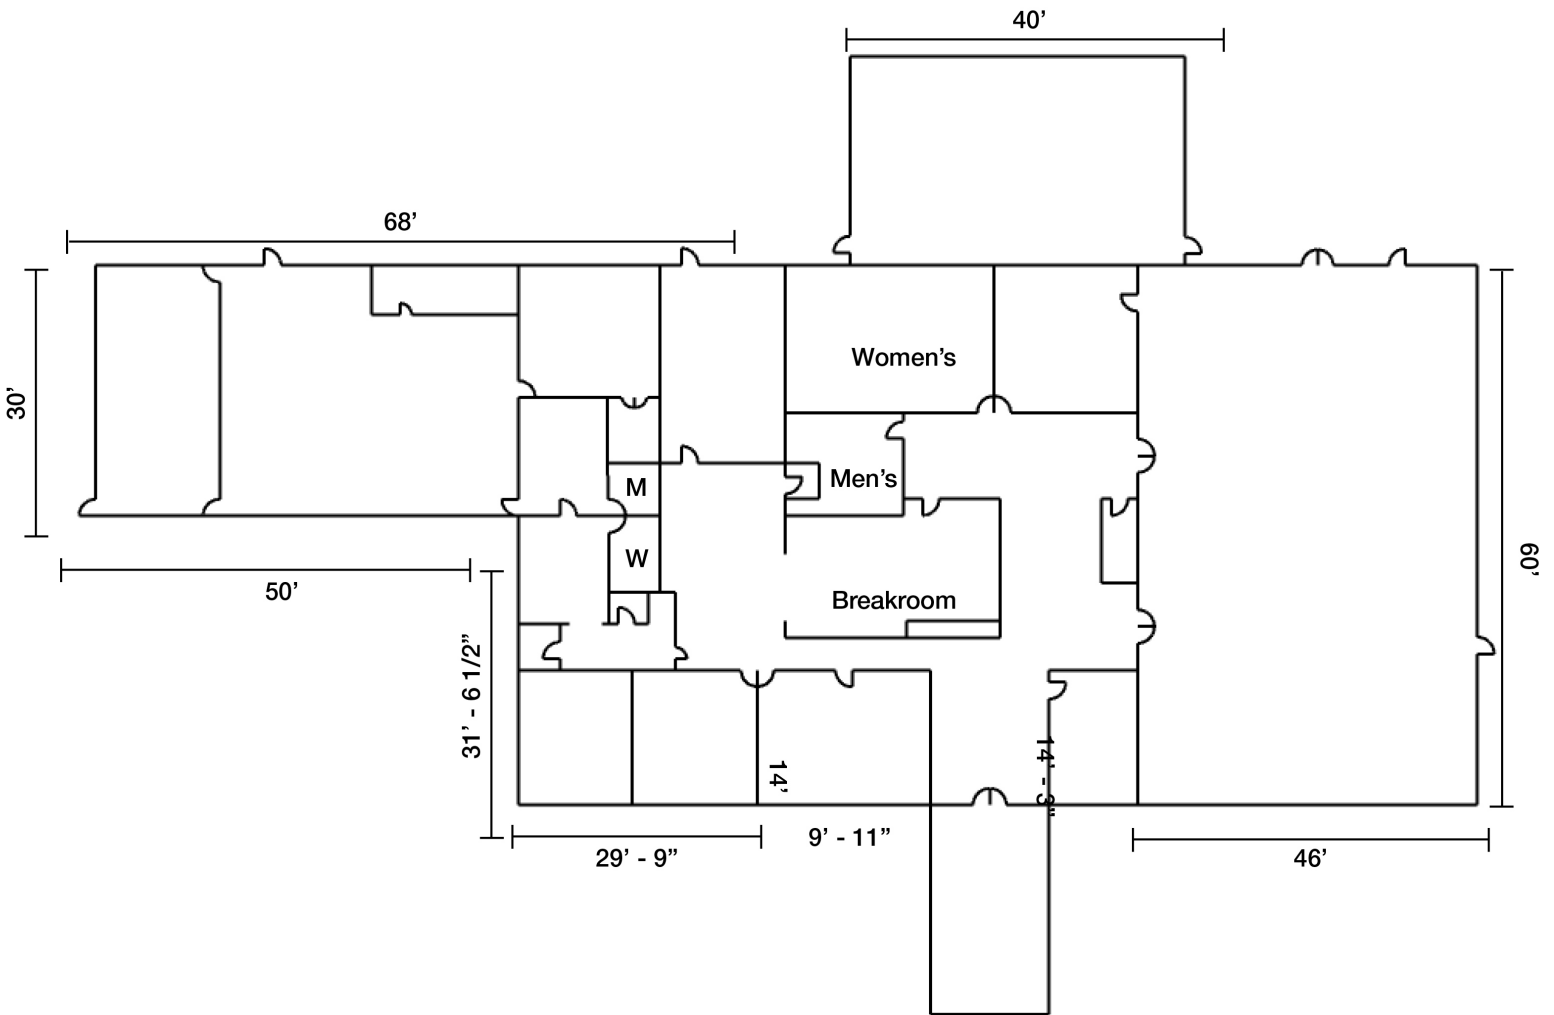 40’
68’
30’
Women’s
Men’s
M
W
50’
60’
Breakroom
31’ - 6 1/2”
14’
14’ - 3”
9’ - 11”
29’ - 9”
46’